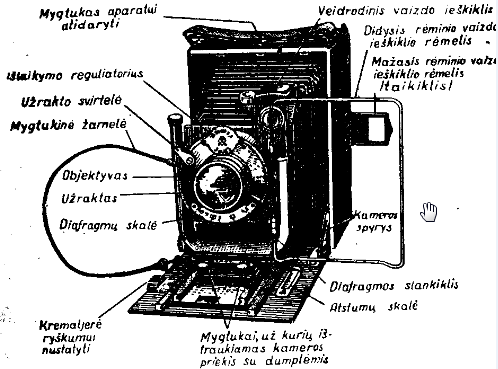 Mygtukas aparatui
atidaryti
Veidrodinis vaizdo ieškiklis
Didysis rėminio vaizdo
ieškiklio rėmelis
Mažasis rėminio vaizdo
ieškiklio rėmelis
Išlaikymo reguliatorius
Užrakto svirtelė
Mygtukinė žarnelė
Objektyvas
Užraktas
Diafragmų skalė
Kameros
spyrys
Diafragmos slankiklis
Atstumų skalė
Kremaljerė
ryškumui
nustatyti
Mygtukai, už kurių iš-
traukiamas kameros
priekis su dumplėmis